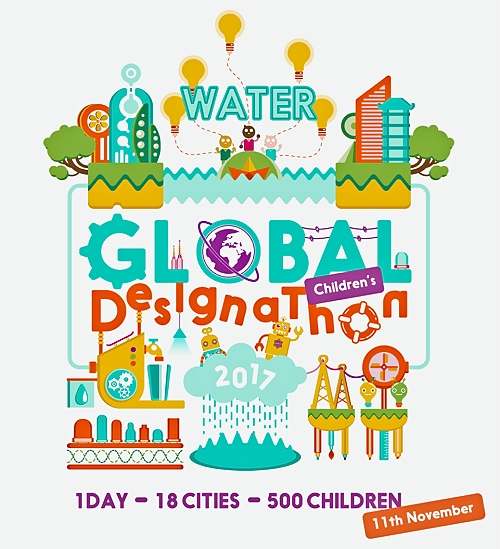 WATER
GLOBAL
Children's
Designathon
2017
1DAY - 18 CITIES - 500 CHILDREN
11th November